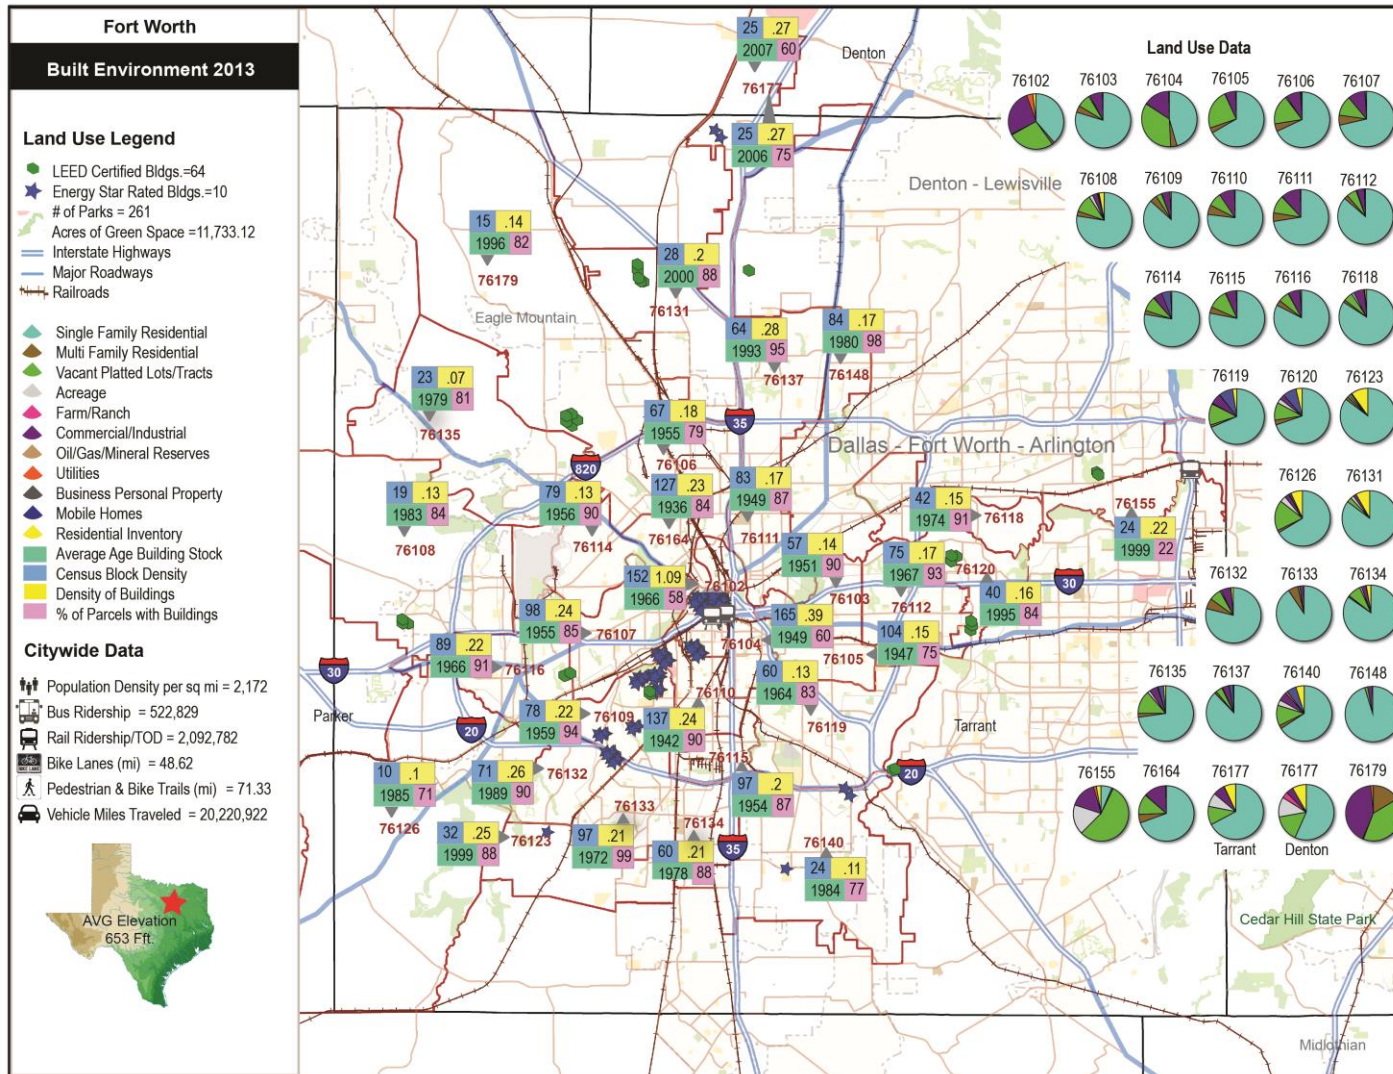 Fort Worth
Built Environment 2013
Land Use Legend
LEED Certified Bldgs.=64
Energy Star Rated Bldgs.=10
# of Parks = 261
Acres of Green Space =11,733.12
Interstate Highways
Major Roadways
Railroads
Single Family Residential
Multi Family Residential
Vacant Platted Lots/Tracts
Acreage
Farm/Ranch
Commercial/Industrial
Oil/Gas/Mineral Reserves
Utilities
Business Personal Property
Mobile Homes
Residential Inventory
Average Age Building Stock
Census Block Density
Density of Buildings
% of Parcels with Buildings
Citywide Data
Population Density per sq mi = 2,172
Bus Ridership = 522,829
Rail Ridership/TOD = 2,092,782
BIKE LANE
Bike Lanes (mi) = 48.62
Pedestrian & Bike Trails (mi) = 71.33
Vehicle Miles Traveled = 20,220,922
AVG Elevation
653 Fft.
25 .27
2007 60
Denton
76177
25 .27
2006 75
Denton - Lewisville
15 .14
1996 82
76179
28 .2
2000 88
76131
Eagle Mountain
64 .28
1993 95
76137
84 .17
1980 98
76148
23 .07
1979 81
76135
67 .18
1955 79
76106
35
Dallas - Fort Worth - Arlington
820
19 .13
1983 84
76108
79 .13
1956 90
76114
127 .23
1936 84
76164
83 .17
1949 87
76111
42 .15
1974 91
76118
76155
24 .22
1999 22
57 .14
1951 90
76103
75 .17
1967 93
76112
76120
40 .16
1995 84
30
152 1.09
1966 58
76102
98 .24
1955 85
76107
165 .39
1949 60
76104
104 .15
1947 75
76105
89 .22
1966 91
76116
30
60 .13
1964 83
76119
Parker
20
78 .22
1959 94
76109
76110
137 .24
1942 90
Tarrant
10 .1
1985 71
76126
71 .26
1989 90
76132
76115
97 .2
1954 87
20
32 .25
1999 88
76123
76133
97 .21
1972 99
76134
60 .21
1978 88
35
76140
24 .11
1984 77
Land Use Data
76102 76103 76104 76105 76106 76107
76108 76109 76110 76111 76112
76114 76115 76116 76118
76119 76120 76123
76126 76131
76132 76133 76134
76135 76137 76140 76148
76155 76164 76177 76177 76179
Tarrant Denton
Cedar Hill State Park
Midlothian